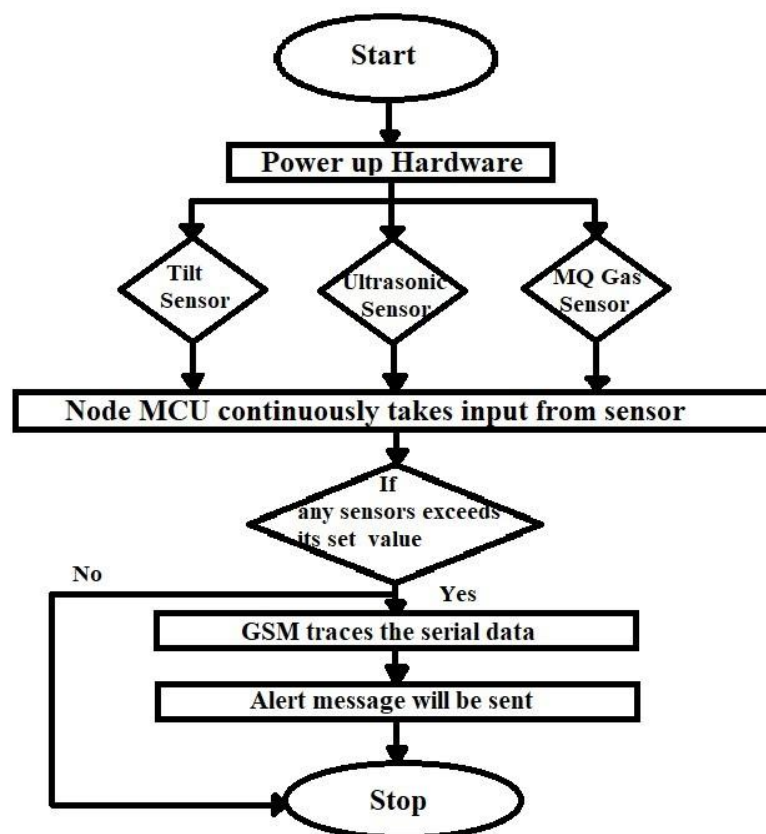 Start
Power up Hardware
Tilt
Sensor
Ultrasonic
Sensor
MQ Gas
Sensor
Node MCU continuously takes input from sensor
If
any sensors exceeds
its set value
No
Yes
GSM traces the serial data
Alert message will be sent
Stop